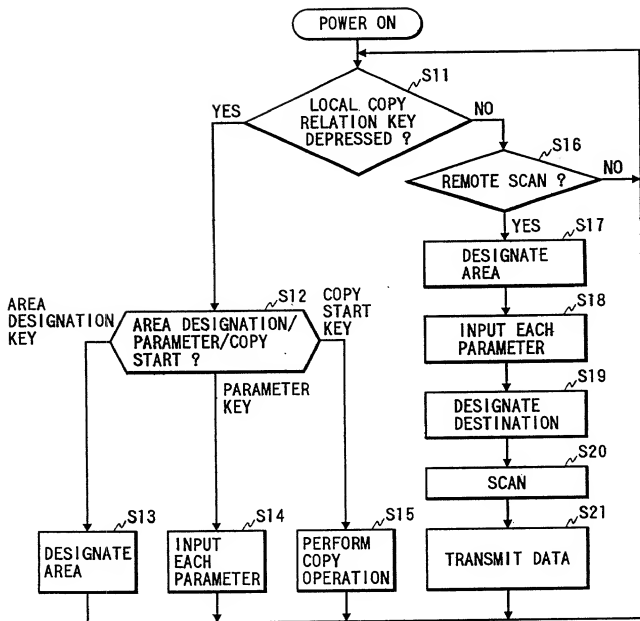 POWER ON
S11
LOCAL COPY
RELATION KEY
DEPRESSED ?
YES
NO
S16
REMOTE SCAN ?
NO
YES
S17
DESIGNATE
AREA
S18
INPUT EACH
PARAMETER
S19
DESIGNATE
DESTINATION
S20
SCAN
S21
TRANSMIT DATA
AREA
DESIGNATION
KEY
S12
AREA DESIGNATION/
PARAMETER/COPY
START ?
COPY
START
KEY
PARAMETER
KEY
S13
DESIGNATE
AREA
S14
INPUT
EACH
PARAMETER
S15
PERFORM
COPY
OPERATION